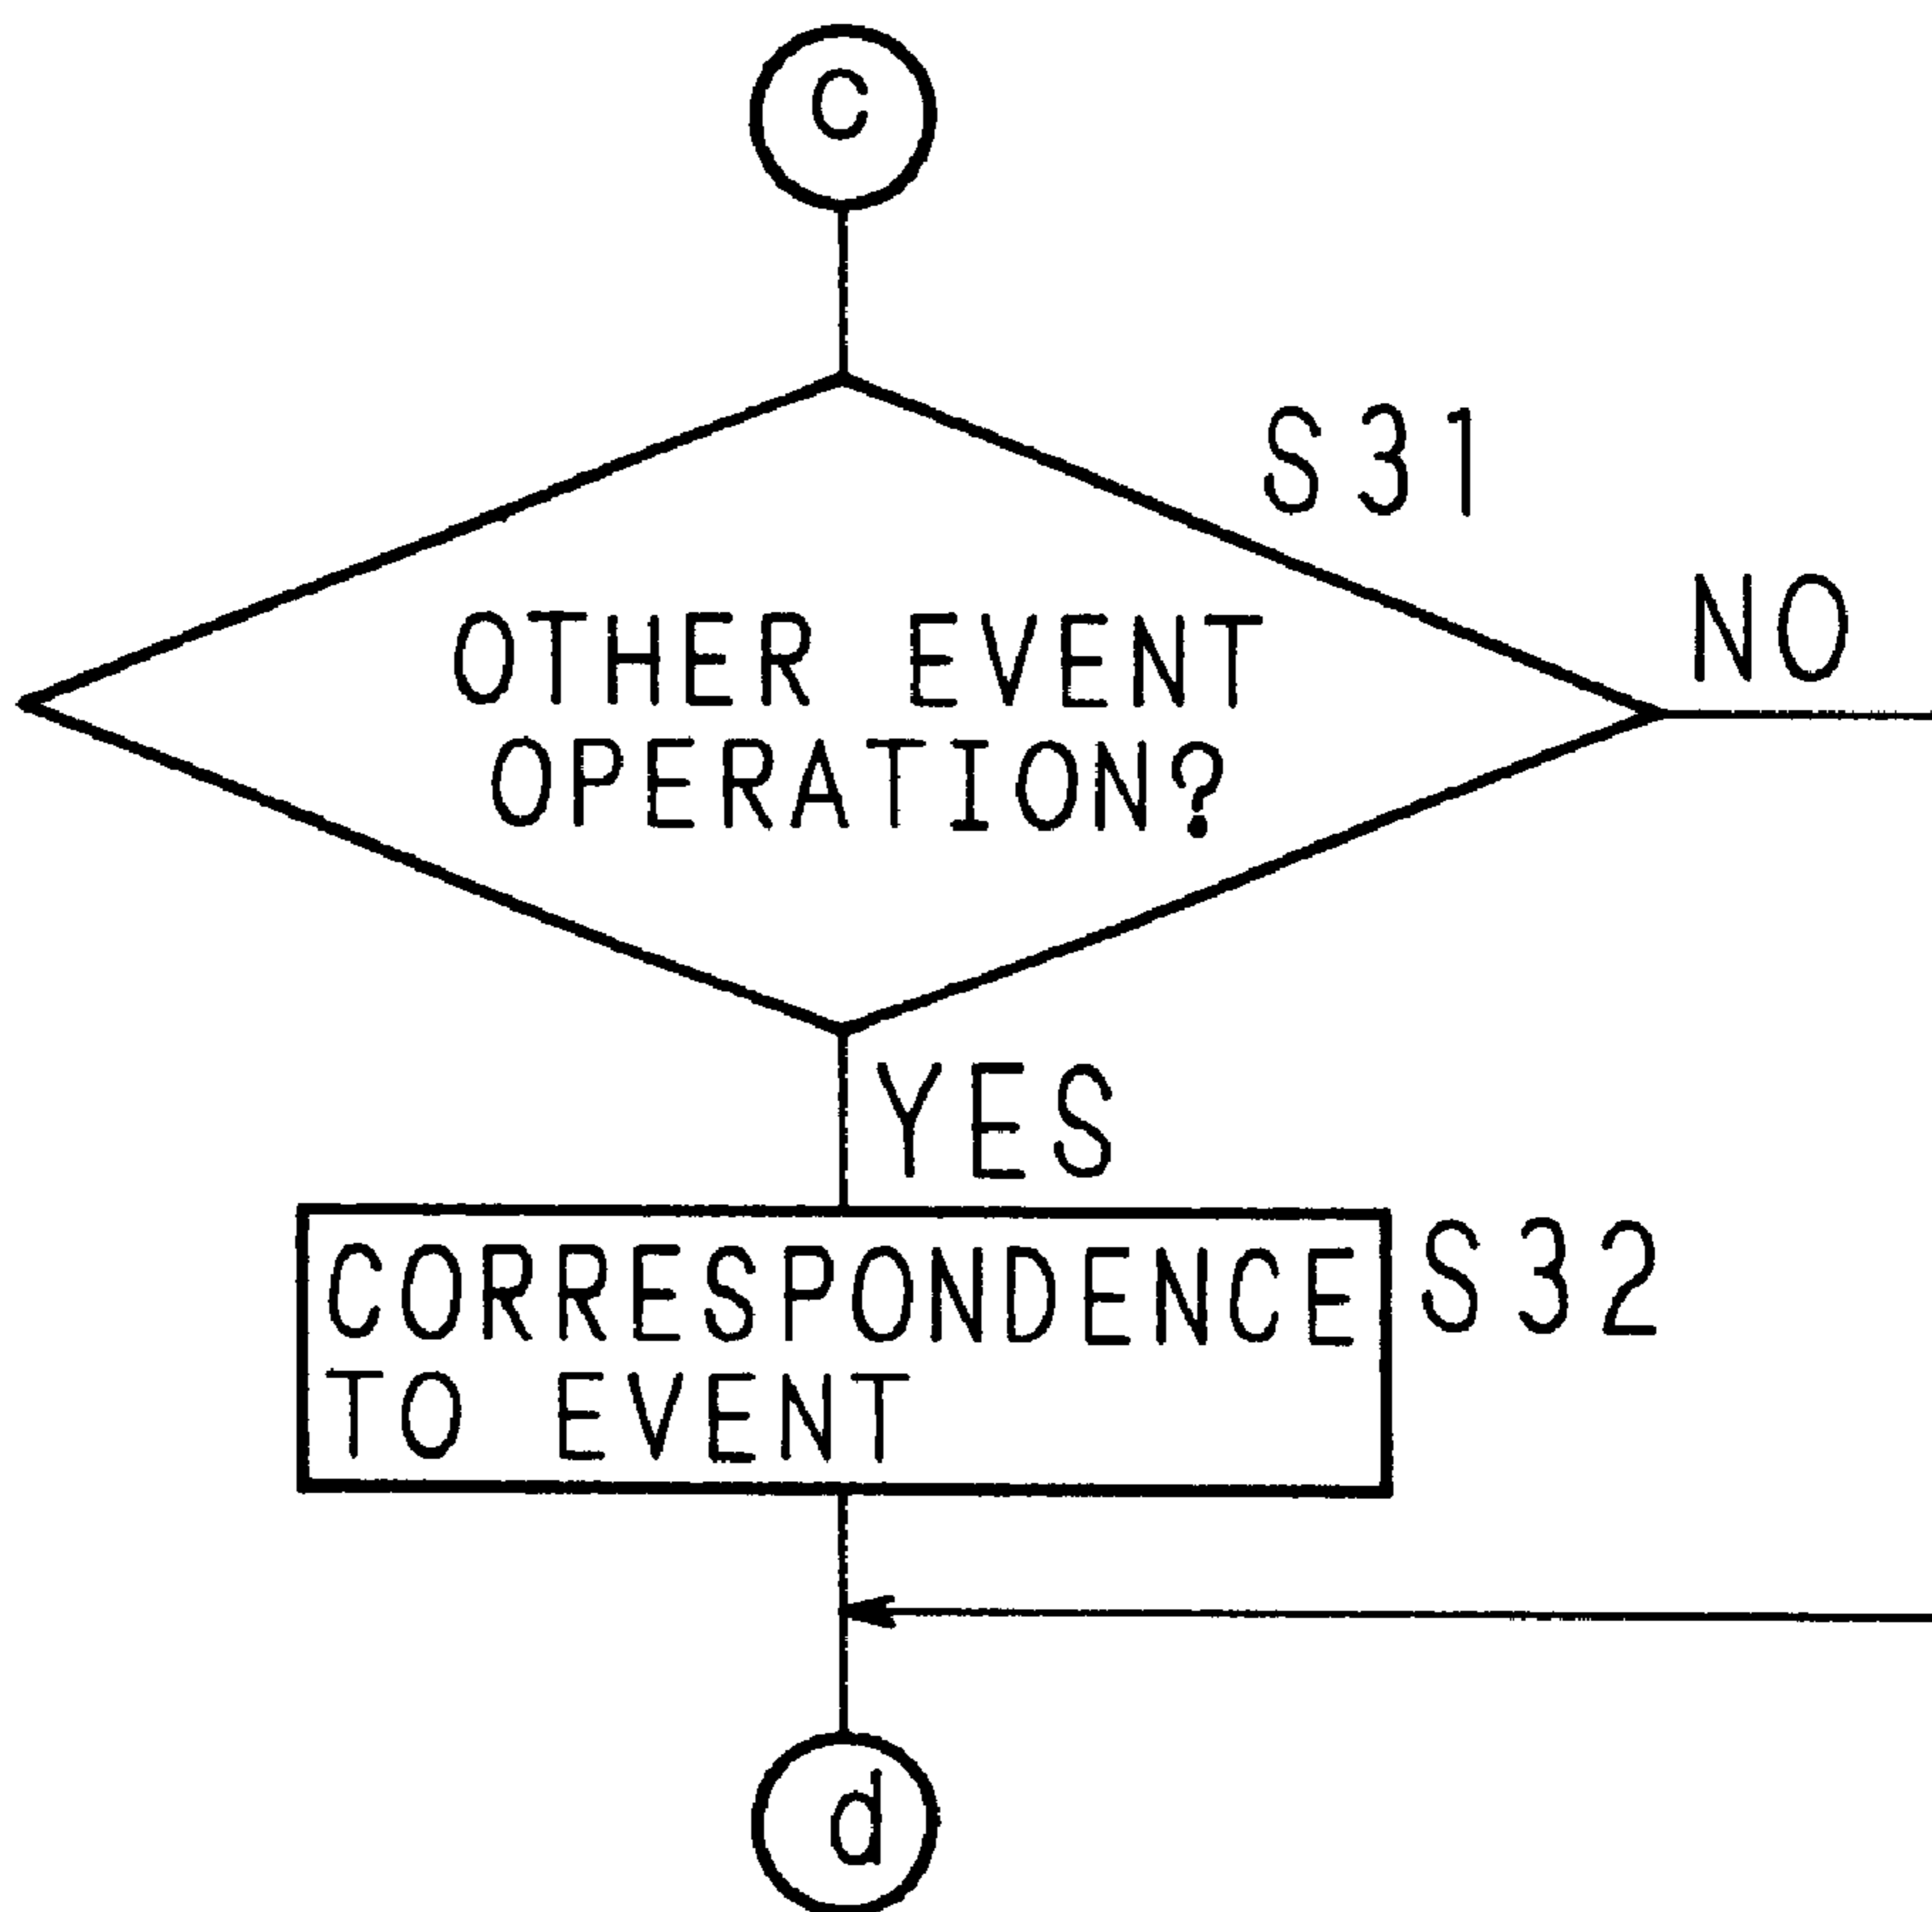 c
S31
OTHER EVENT
OPERATION?
NO
YES
CORRESPONDENCE
TO EVENT
S32
d